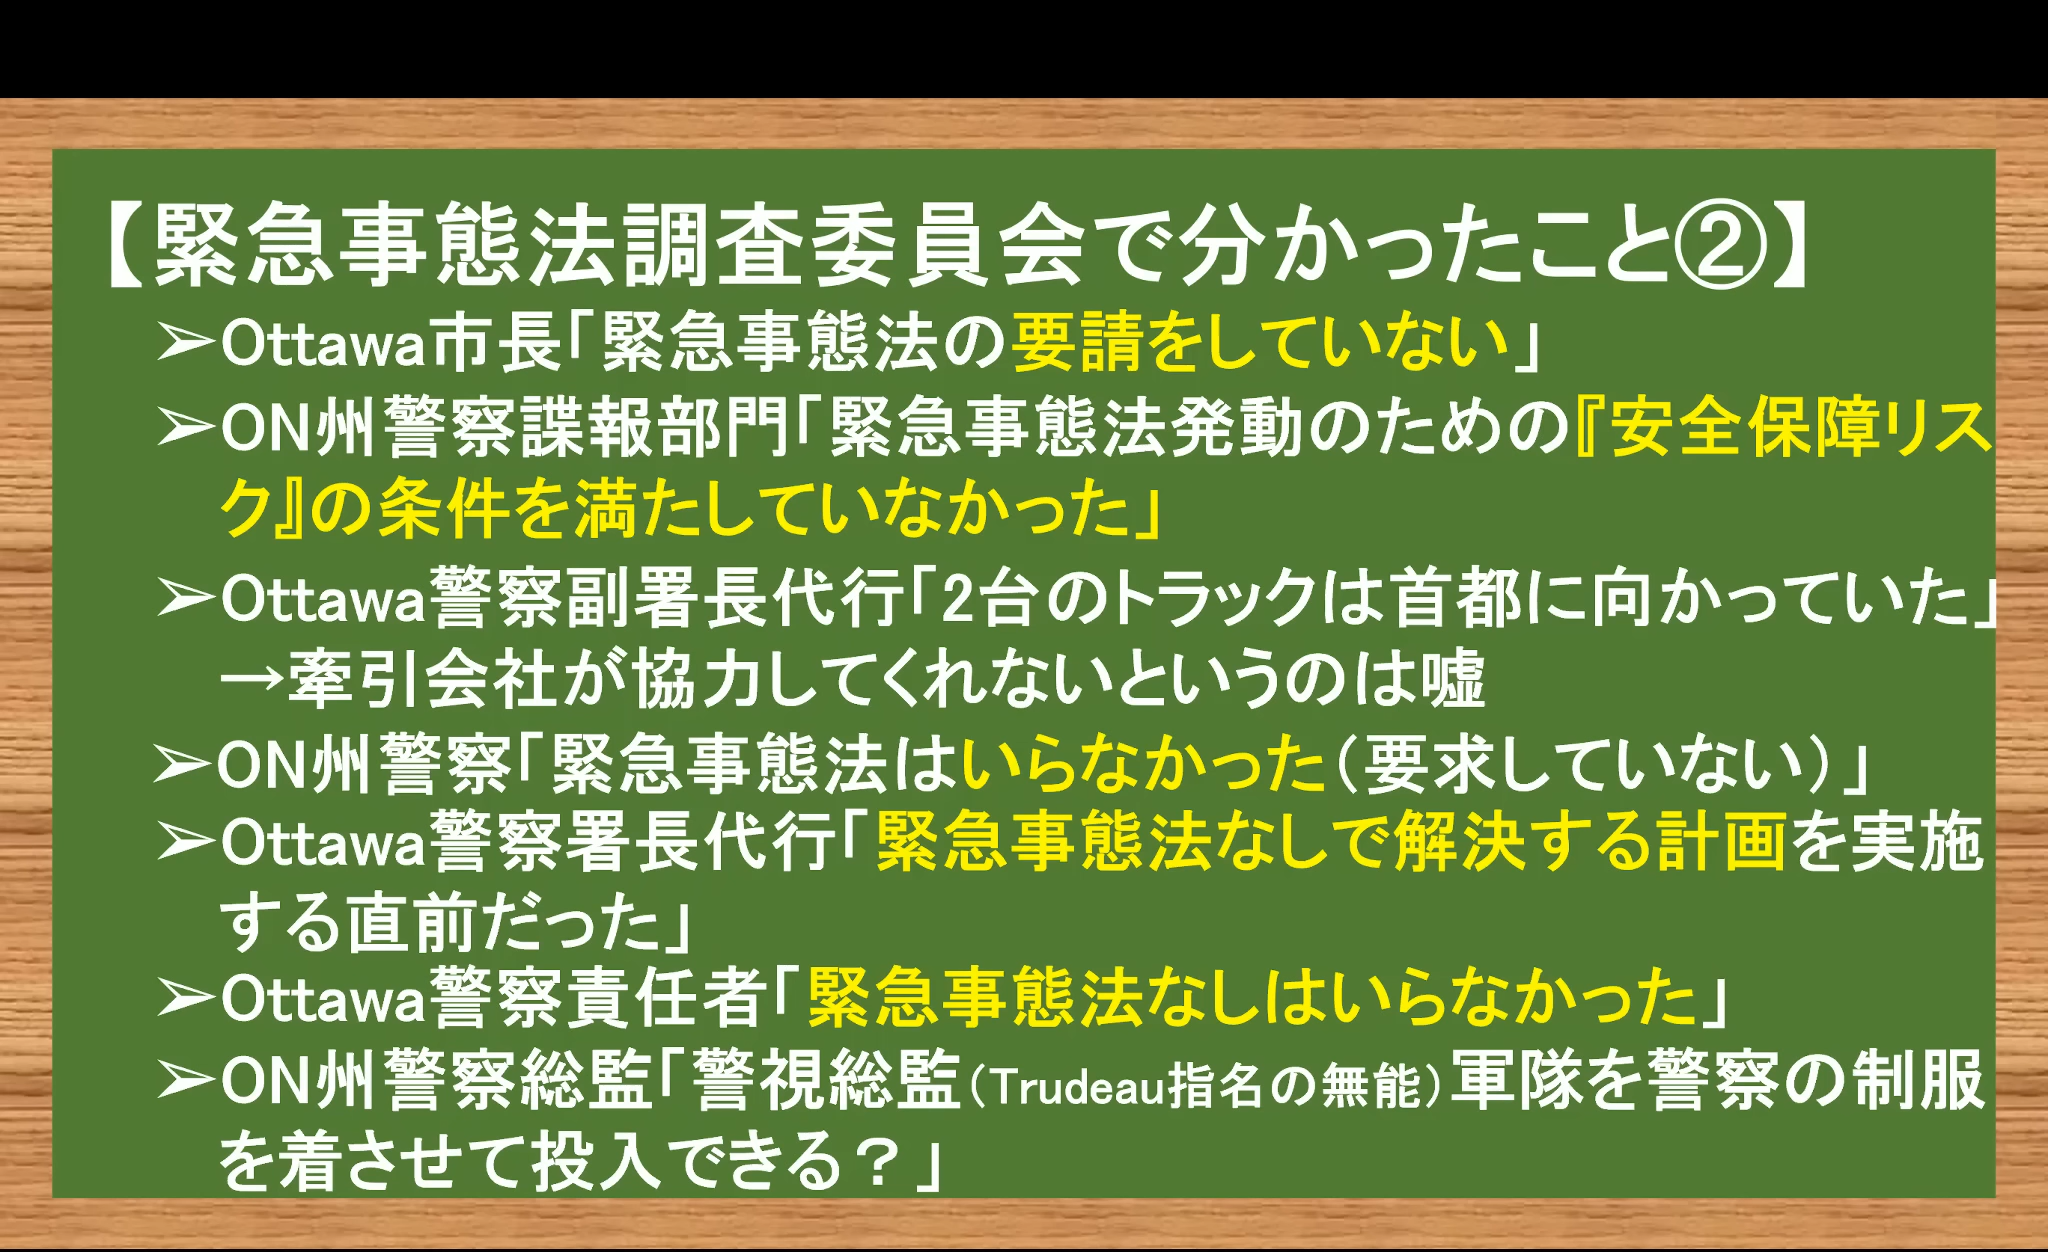 【緊急事態法調査委員会で分かったこと②】
➢Ottawa市長「緊急事態法の要請をしていない」
➢ON州警察諜報部門「緊急事態法発動のための『安全保障リス
ク』の条件を満たしていなかった」
➢Ottawa警察副署長代行「2台のトラックは首都に向かっていた」
→牽引会社が協力してくれないというのは嘘
➢ON州警察「緊急事態法はいらなかった（要求していない）」
➢Ottawa警察署長代行「緊急事態法なしで解決する計画を実施
する直前だった」
➢Ottawa警察責任者「緊急事態法なしはいらなかった」
➢ON州警察総監「警視総監（Trudeau指名の無能）軍隊を警察の制服
を着させて投入できる？」